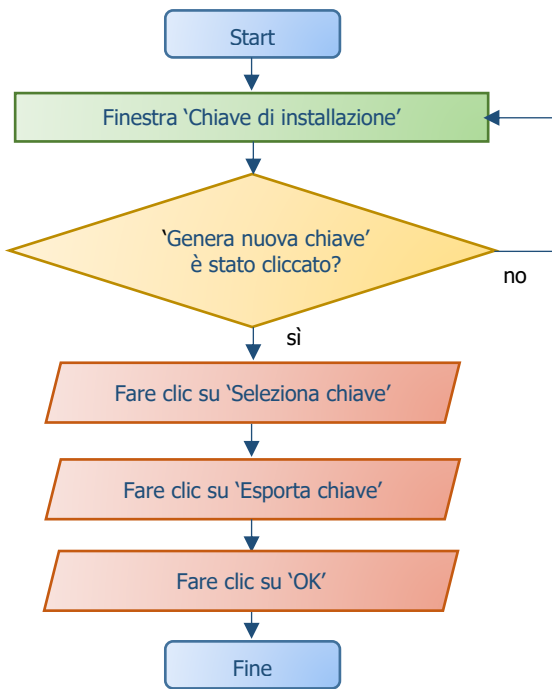 Start
Finestra ‘Chiave di installazione’
‘Genera nuova chiave’
è stato cliccato?
no
sì
Fare clic su ‘Seleziona chiave’
Fare clic su ‘Esporta chiave’
Fare clic su ‘OK’
Fine